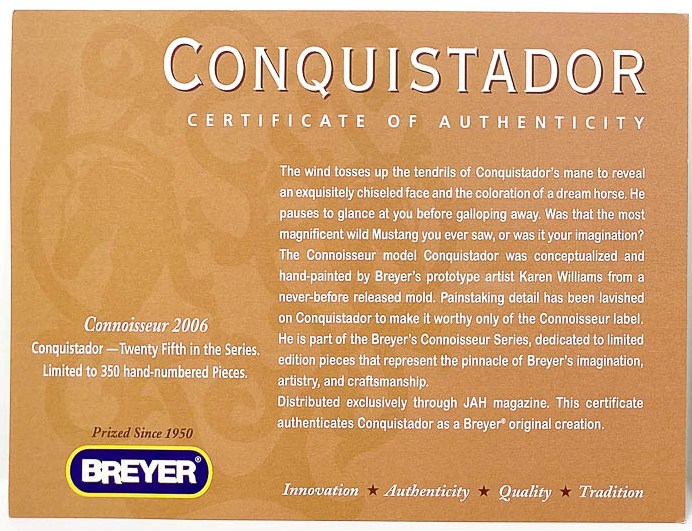 CONQUISTADOR
CERTIFICATE OF AUTHENTICITY
The wind tosses up the tendrils of Conquistador's mane to reveal
an exquisitely chiseled face and the coloration of a dream horse. He
pauses to glance at you before galloping away. Was that the most
magnificent wild Mustang you ever saw, or was it your imagination?
The Connoisseur model Conquistador was conceptualized and
hand-painted by Breyer's prototype artist Karen Williams from a
never-before released mold. Painstaking detail has been lavished
on Conquistador to make it worthy only of the Connoisseur label.
He is part of the Breyer's Connoisseur Series, dedicated to limited
edition pieces that represent the pinnacle of Breyer's imagination,
artistry, and craftsmanship.
Distributed exclusively through JAH magazine. This certificate
authenticates Conquistador as a Breyer® original creation.
Connoisseur 2006
Conquistador —Twenty Fifth in the Series.
Limited to 350 hand-numbered Pieces.
Prized Since 1950
BREYER®
Innovation ★ Authenticity ★ Quality ★ Tradition